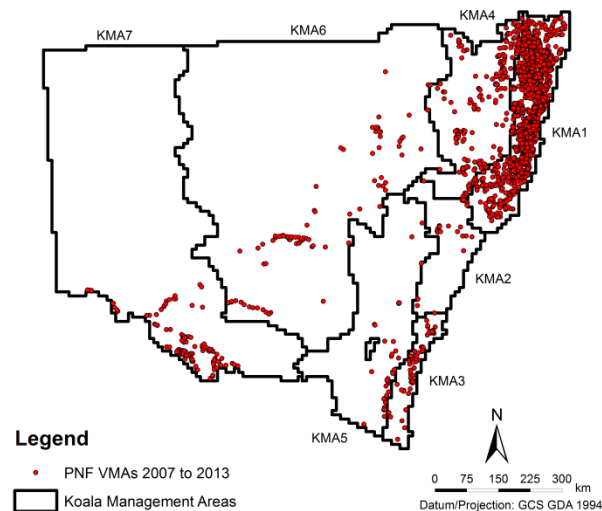 KMA7
KMA6
KMA4
KMA1
KMA2
KMA3
KMA5
Legend
PNF VMAs 2007 to 2013
Koala Management Areas
N
0 75 150 225 300
km
Datum/Projection: GCS GDA 1994